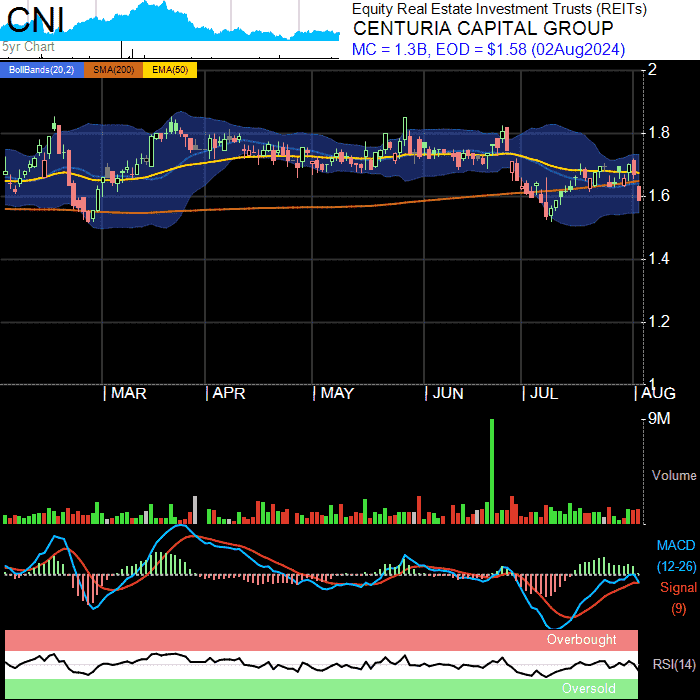 CNI
5yr Chart
Equity Real Estate Investment Trusts (REITs)
CENTURIA CAPITAL GROUP
MC = 1.3B, EOD = $1.58 (02Aug2024)
BollBands(20,2) SMA(200) EMA(50)
2
1.8
1.6
1.4
1.2
1
MAR APR MAY JUN JUL AUG
9M
Volume
MACD
(12-26)
Signal
(9)
Overbought
RSI(14)
Oversold